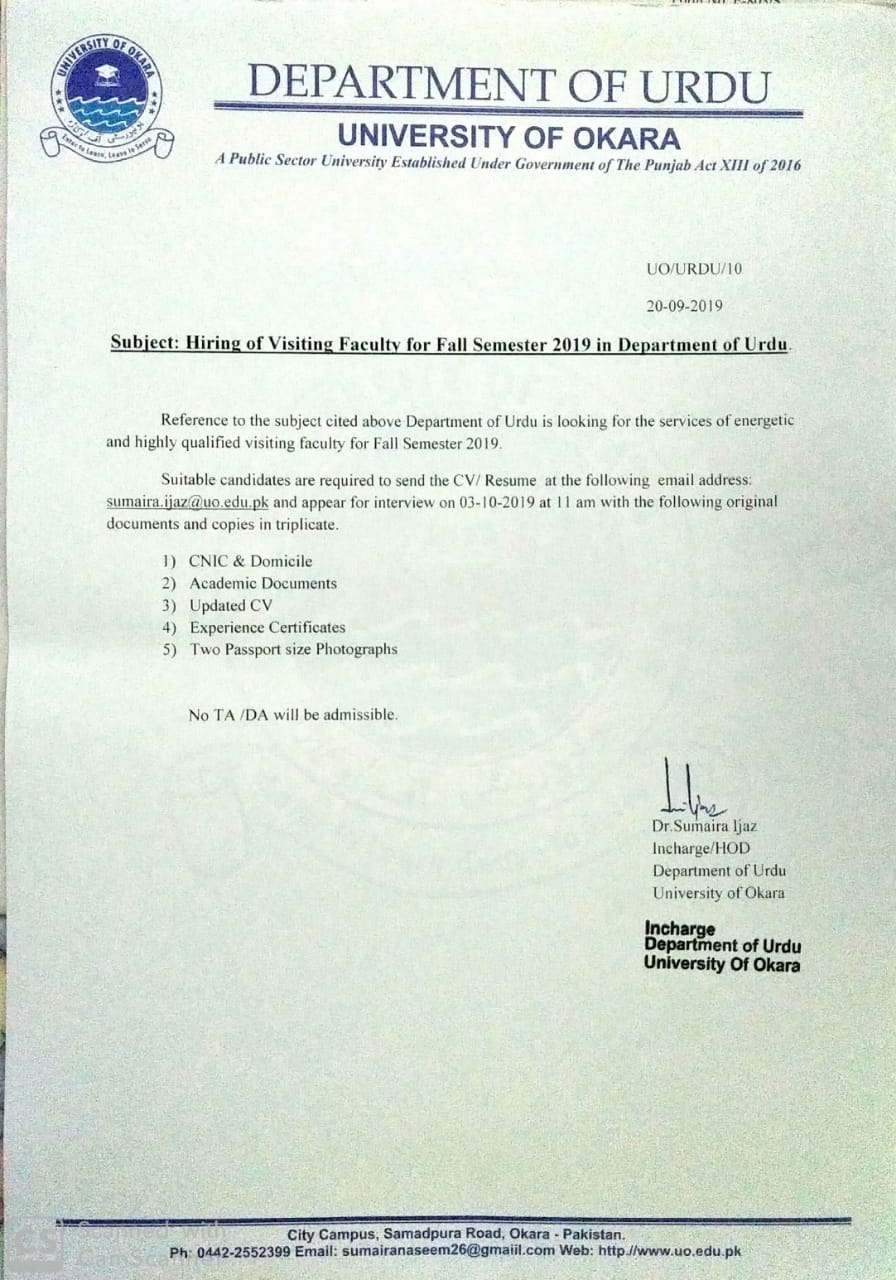 UNIVERSITY OF OKARA
Enter to Learn, Leave to Serve
DEPARTMENT OF URDU
UNIVERSITY OF OKARA
A Public Sector University Established Under Government of The Punjab Act XIII of 2016
UO/URDU/10
20-09-2019
Subject: Hiring of Visiting Faculty for Fall Semester 2019 in Department of Urdu.
Reference to the subject cited above Department of Urdu is looking for the services of energetic
and highly qualified visiting faculty for Fall Semester 2019.
Suitable candidates are required to send the CV/ Resume at the following email address:
sumaira.ijaz@uo.edu.pk and appear for interview on 03-10-2019 at 11 am with the following original
documents and copies in triplicate.
1) CNIC & Domicile
2) Academic Documents
3) Updated CV
4) Experience Certificates
5) Two Passport size Photographs
No TA /DA will be admissible.
Dr.Sumaira Ijaz
Incharge/HOD
Department of Urdu
University of Okara
Incharge
Department of Urdu
University Of Okara
CS Scanned with
CamScanner
City Campus, Samadpura Road, Okara - Pakistan.
Ph: 0442-2552399 Email: sumairanaseem26@gmaiil.com Web: http.//www.uo.edu.pk